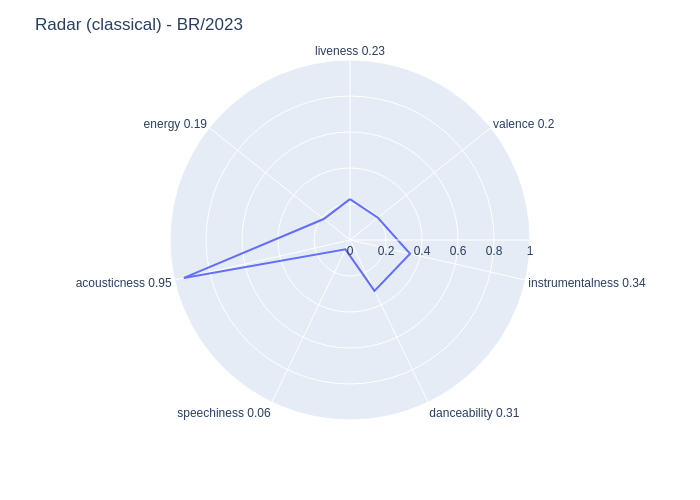 Radar (classical) - BR/2023
liveness 0.23
energy 0.19
valence 0.2
0 0.2 0.4 0.6 0.8 1
acousticness 0.95
instrumentalness 0.34
speechiness 0.06
danceability 0.31